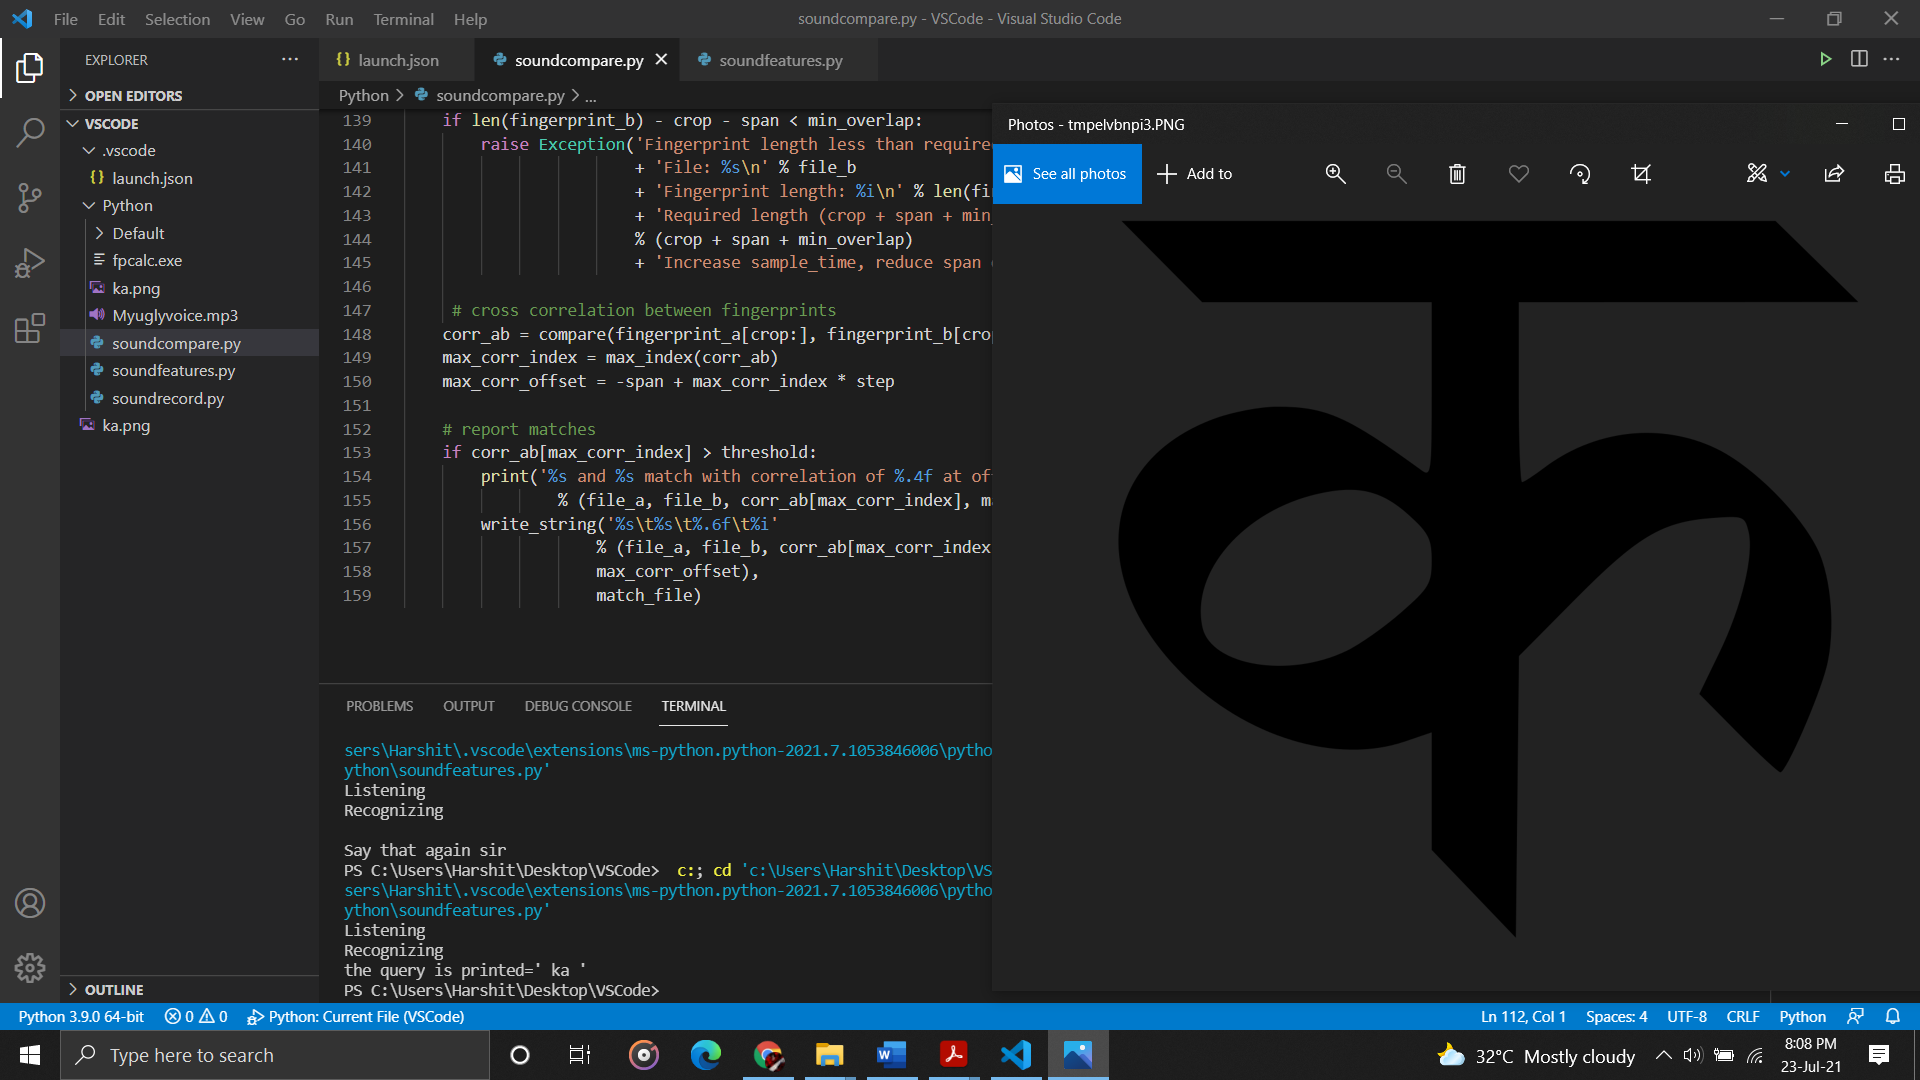 File Edit Selection View Go Run Terminal Help
soundcompare.py - VSCode - Visual Studio Code
EXPLORER
OPEN EDITORS
VSCODE
.vscode
launch.json
Python
Default
fpcalc.exe
ka.png
Myuglyvoice.mp3
soundcompare.py
soundfeatures.py
soundrecord.py
ka.png
OUTLINE
launch.json soundcompare.py soundfeatures.py
Python > soundcompare.py > ...
139 if len(fingerprint_b) - crop - span < min_overlap:
140 raise Exception('Fingerprint length less than require
141 + 'File: %s\n' % file_b
142 + 'Fingerprint length: %i\n' % len(fi
143 + 'Required length (crop + span + min_
144 % (crop + span + min_overlap)
145 + 'Increase sample_time, reduce span
146
147 # cross correlation between fingerprints
148 corr_ab = compare(fingerprint_a[crop:], fingerprint_b[cro
149 max_corr_index = max_index(corr_ab)
150 max_corr_offset = -span + max_corr_index * step
151
152 # report matches
153 if corr_ab[max_corr_index] > threshold:
154 print('%s and %s match with correlation of %.4f at of
155 % (file_a, file_b, corr_ab[max_corr_index], m
156 write_string('%s\t%s\t%.6f\t%i'
157 % (file_a, file_b, corr_ab[max_corr_index
158 max_corr_offset),
159 match_file)
PROBLEMS OUTPUT DEBUG CONSOLE TERMINAL
sers\Harshit\.vscode\extensions\ms-python.python-2021.7.1053846006\pytho
ython\soundfeatures.py'
Listening
Recognizing
Say that again sir
PS C:\Users\Harshit\Desktop\VSCode> c:; cd 'c:\Users\Harshit\Desktop\VS
sers\Harshit\.vscode\extensions\ms-python.python-2021.7.1053846006\pytho
ython\soundfeatures.py'
Listening
Recognizing
the query is printed=' ka '
PS C:\Users\Harshit\Desktop\VSCode>
Photos - tmpelvbnpi3.PNG
See all photos
Add to
क
Python 3.9.0 64-bit 0 0 Python: Current File (VSCode)
Ln 112, Col 1 Spaces: 4 UTF-8 CRLF Python
Type here to search
32°C Mostly cloudy
8:08 PM
23-Jul-21